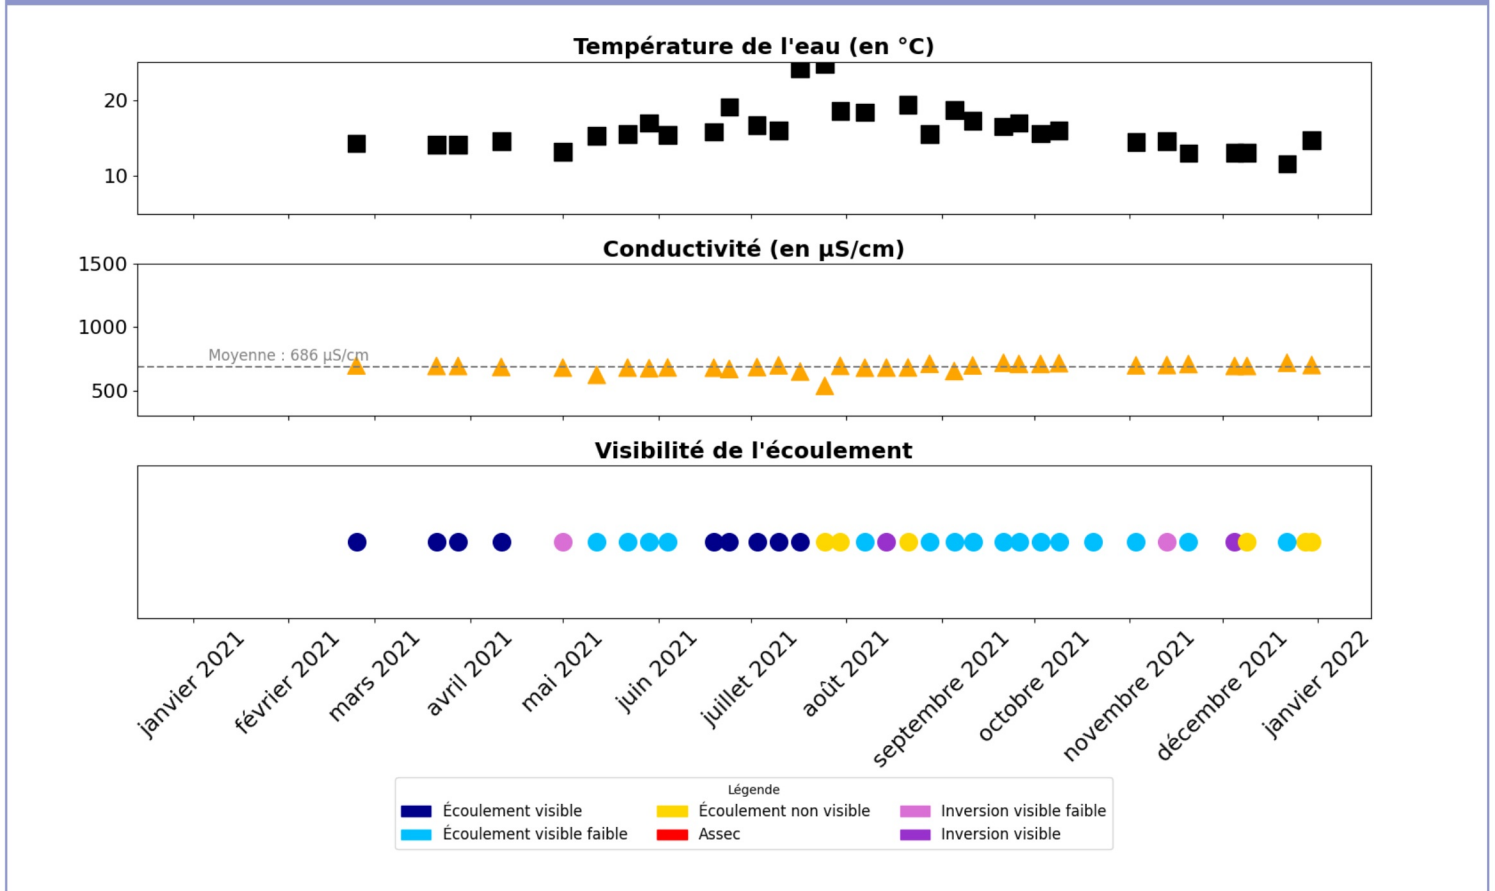 Température de l'eau (en °C)
20
10
Conductivité (en µS/cm)
1500
1000
500
Moyenne : 686 µS/cm
Visibilité de l'écoulement
janvier 2021
février 2021
mars 2021
avril 2021
mai 2021
juin 2021
juillet 2021
août 2021
septembre 2021
octobre 2021
novembre 2021
décembre 2021
janvier 2022
Légende
Écoulement visible
Écoulement non visible
Inversion visible faible
Écoulement visible faible
Assec
Inversion visible